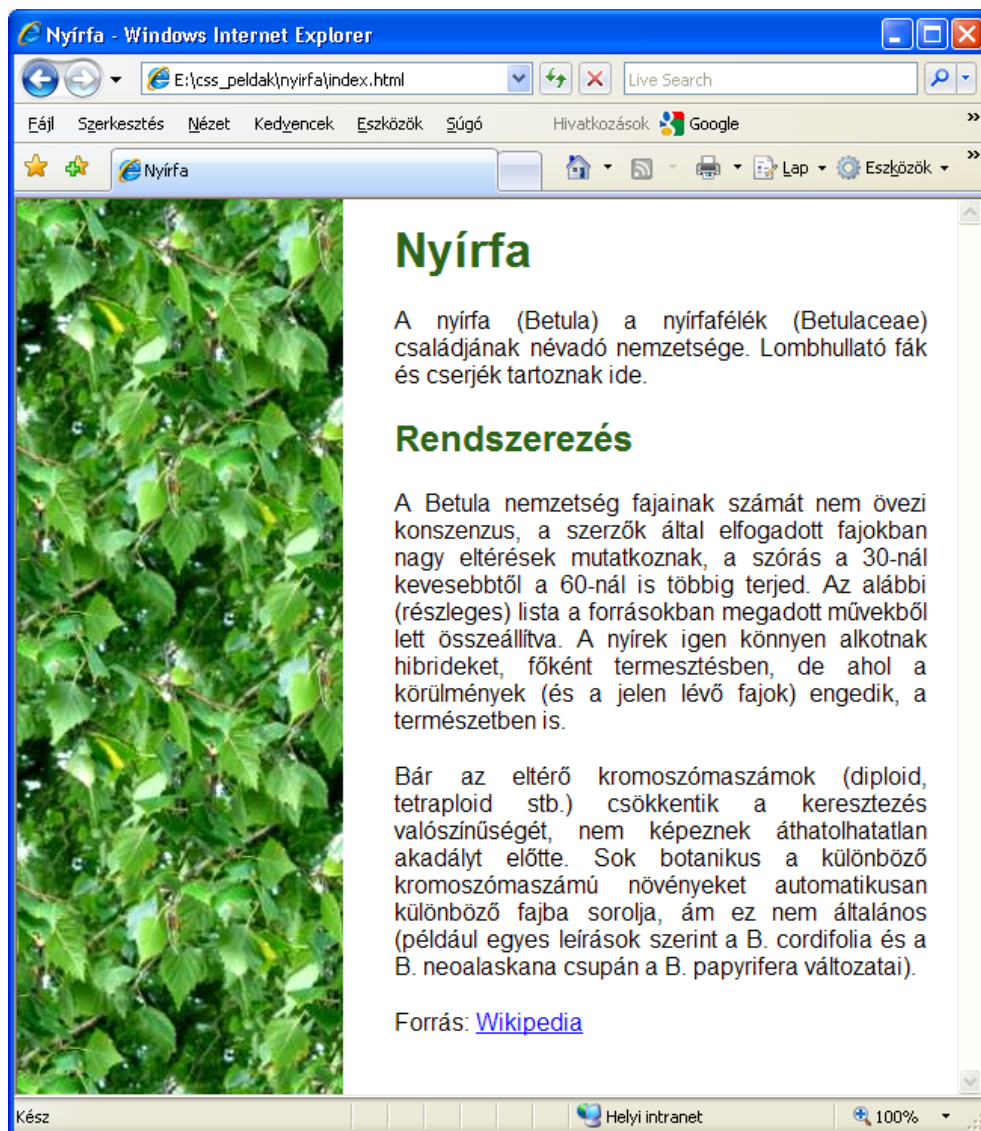 Nyírfa - Windows Internet Explorer
E:\css_peldak\nyirfa\index.html
Live Search
Fájl Szerkesztés Nézet Kedvencek Eszközök Súgó Hivatkozások Google »
Nyírfa Lap Eszközök »
Nyírfa
A nyírfa (Betula) a nyírfafélék (Betulaceae)
családjának névadó nemzetsége. Lombhullató fák
és cserjék tartoznak ide.
Rendszerezés
A Betula nemzetség fajainak számát nem övezi
konszenzus, a szerzők által elfogadott fajokban
nagy eltérések mutatkoznak, a szórás a 30-nál
kevesebbtől a 60-nál is többig terjed. Az alábbi
(részleges) lista a forrásokban megadott művekből
lett összeállítva. A nyírek igen könnyen alkotnak
hibrideket, főként termesztésben, de ahol a
körülmények (és a jelen lévő fajok) engedik, a
természetben is.
Bár az eltérő kromoszómaszámok (diploid,
tetraploid stb.) csökkentik a keresztezés
valószínűségét, nem képeznek áthatolhatatlan
akadályt előtte. Sok botanikus a különböző
kromoszómaszámú növényeket automatikusan
különböző fajba sorolja, ám ez nem általános
(például egyes leírások szerint a B. cordifolia és a
B. neoalaskana csupán a B. papyrifera változatai).
Forrás: Wikipedia
Kész Helyi intranet 100%